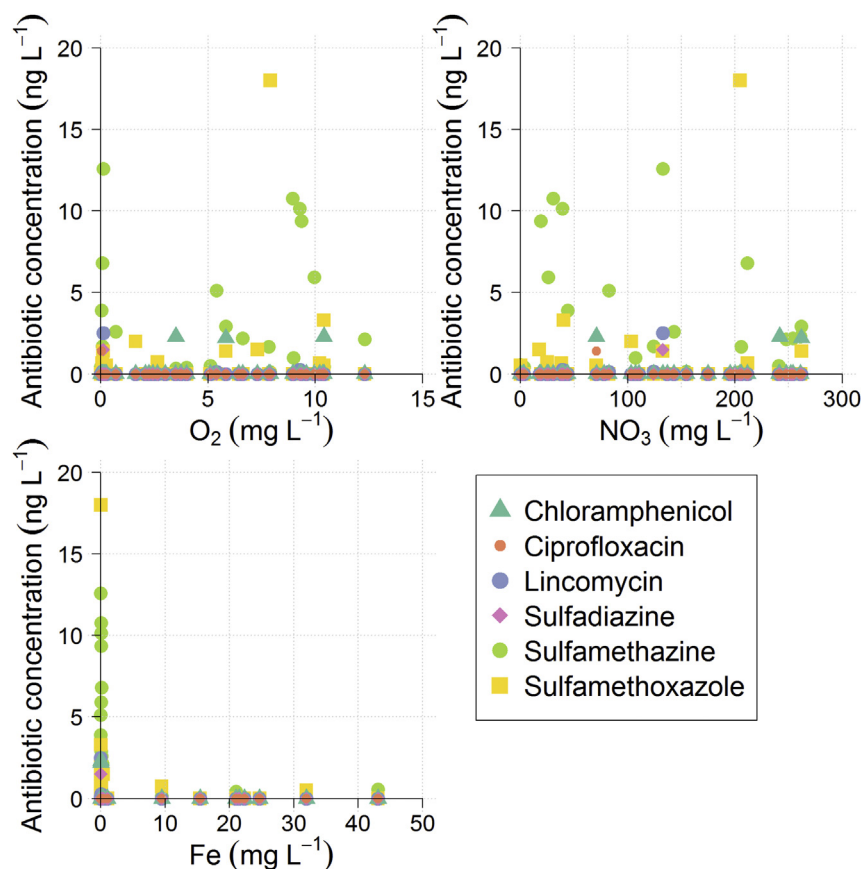 Antibiotic concentration (ng L⁻¹)
20
15
10
5
0
0 5 10 15
O₂ (mg L⁻¹)
Antibiotic concentration (ng L⁻¹)
20
15
10
5
0
0 100 200 300
NO₃ (mg L⁻¹)
Antibiotic concentration (ng L⁻¹)
20
15
10
5
0
0 10 20 30 40 50
Fe (mg L⁻¹)
Chloramphenicol
Ciprofloxacin
Lincomycin
Sulfadiazine
Sulfamethazine
Sulfamethoxazole